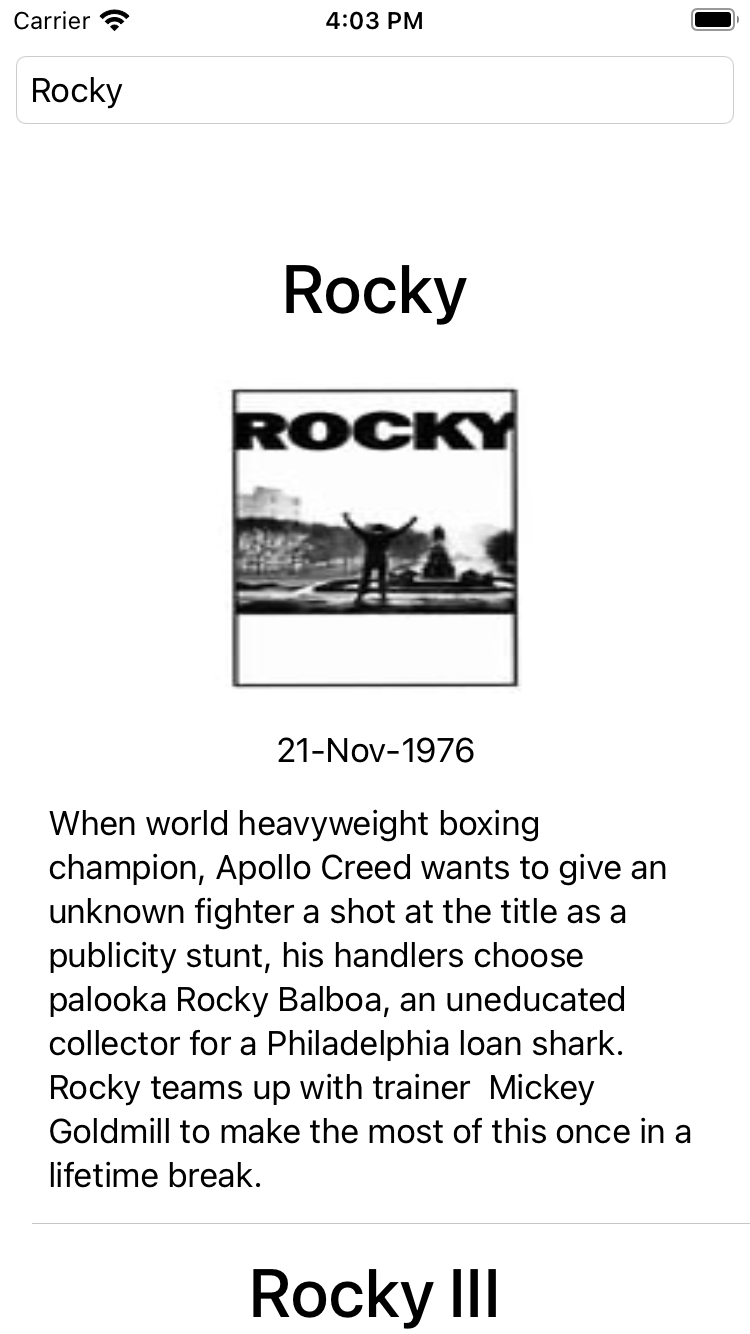 Carrier 4:03 PM
Rocky
Rocky
ROCKY
21-Nov-1976
When world heavyweight boxing
champion, Apollo Creed wants to give an
unknown fighter a shot at the title as a
publicity stunt, his handlers choose
palooka Rocky Balboa, an uneducated
collector for a Philadelphia loan shark.
Rocky teams up with trainer  Mickey
Goldmill to make the most of this once in a
lifetime break.
Rocky III